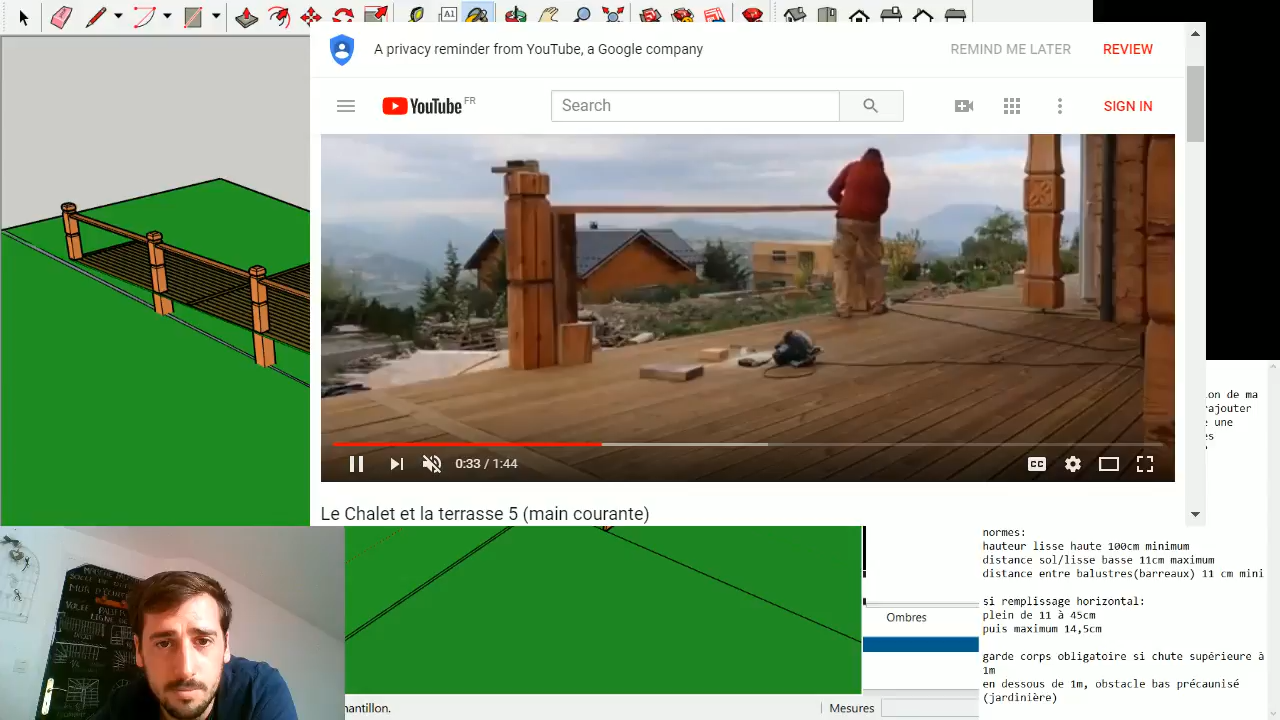 A1
A privacy reminder from YouTube, a Google company
REMIND ME LATER
REVIEW
YouTube FR
Search
SIGN IN
0:33 / 1:44
CC
Le Chalet et la terrasse 5 (main courante)
on de ma
rajouter
e une
s
normes:
hauteur lisse haute 100cm minimum
distance sol/lisse basse 11cm maximum
distance entre balustres(barreaux) 11 cm mini
si remplissage horizontal:
plein de 11 à 45cm
puis maximum 14,5cm
garde corps obligatoire si chute supérieure à
1m
en dessous de 1m, obstacle bas précaunisé
(jardinière)
Ombres
hantillon.
Mesures